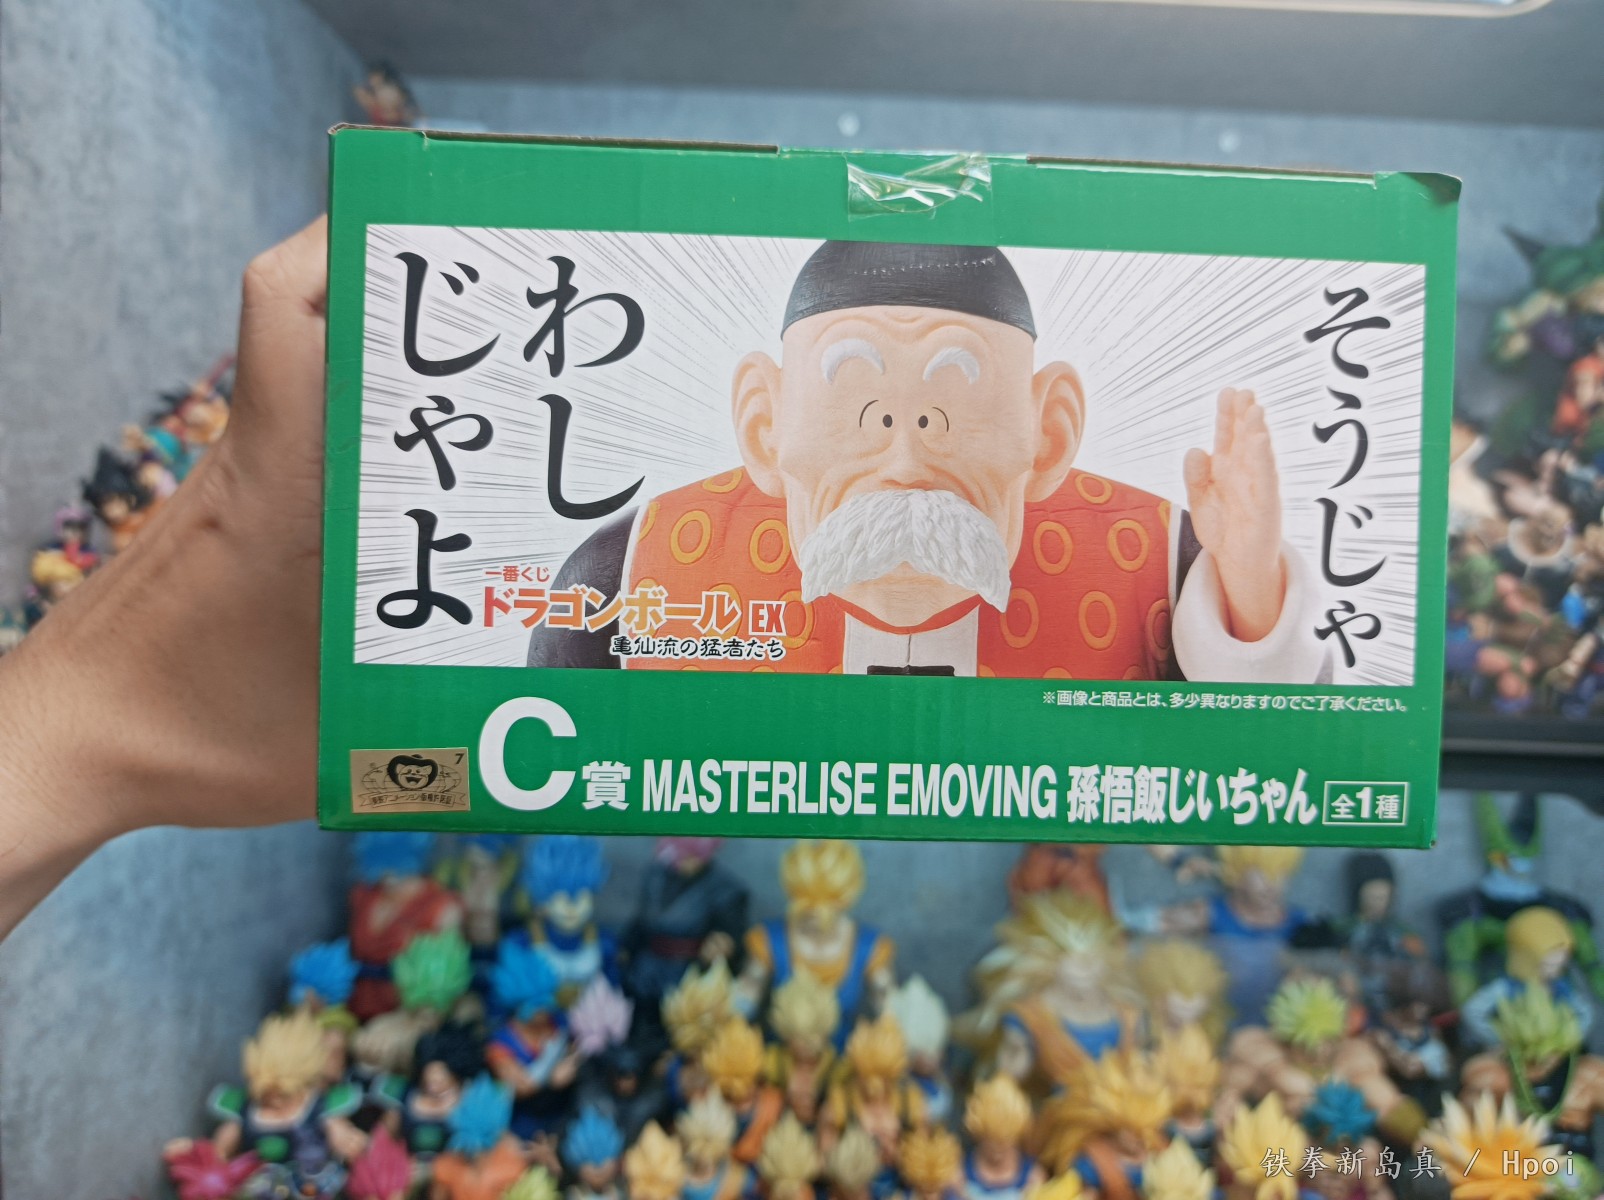 そうじゃ
わし
じゃよ
一番くじ
ドラゴンボール EX
亀仙流の猛者たち
※画像と商品とは、多少異なりますのでご了承ください。
7
C賞 MASTERLISE EMOVING 孫悟飯じいちゃん 全1種
铁拳新岛真 / Hpoi